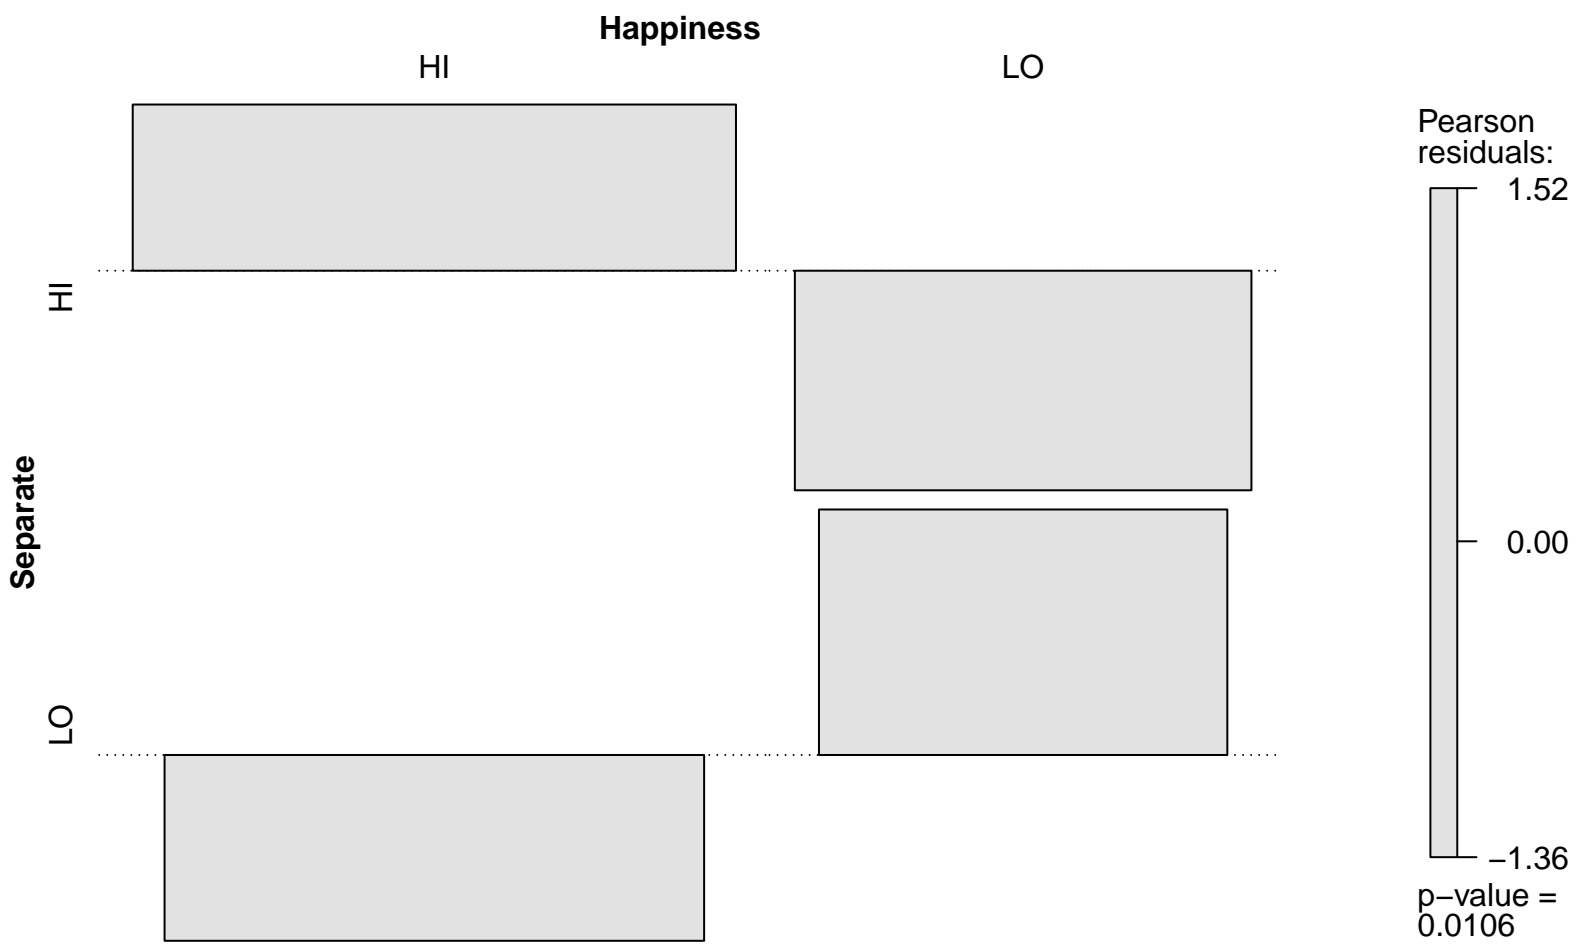 Happiness
HI
LO
HI
Separate
LO
Pearson
residuals:
1.52
0.00
−1.36
p−value =
0.0106